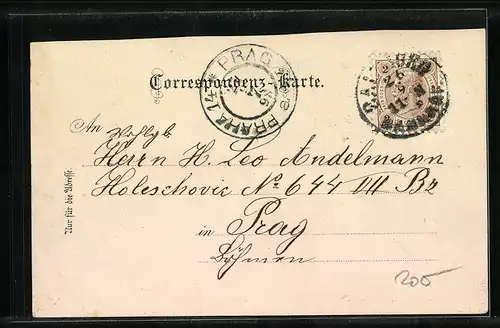 PRAG
PRAHA 14
Correspondenz-Karte.
An Wohlgb
Herrn H. Leo Andelmann
Holeschovic No 644 VII Bz
in Prag
Böhmen
Nur für die Adresse.
200